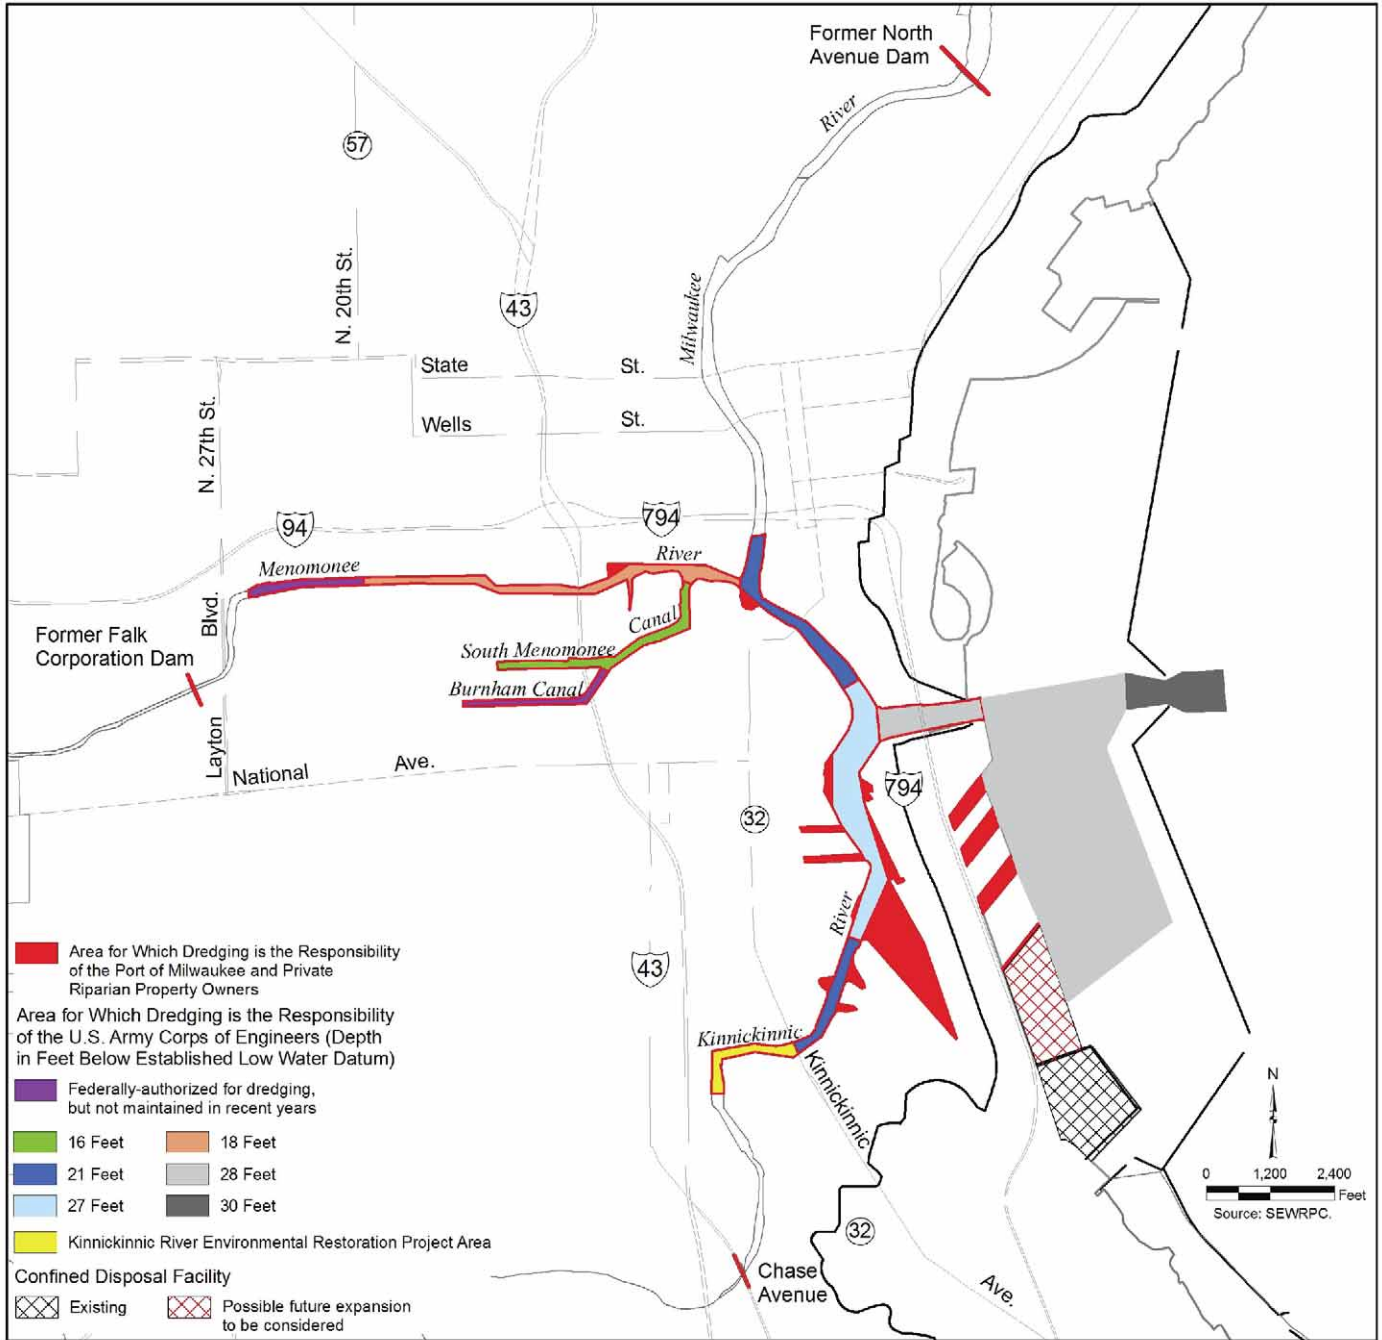 Former North
Avenue Dam
River
57
N. 20th St.
43
Milwaukee
State St.
Wells St.
N. 27th St.
94
794
River
Menomonee
Blvd.
Canal
Former Falk
Corporation Dam
South Menomonee
Burnham Canal
Layton
National Ave.
794
32
River
43
Kinnickinnic
Kinnickinnic
32
Chase
Avenue
Ave.
Area for Which Dredging is the Responsibility
of the Port of Milwaukee and Private
Riparian Property Owners
Area for Which Dredging is the Responsibility
of the U.S. Army Corps of Engineers (Depth
in Feet Below Established Low Water Datum)
Federally-authorized for dredging,
but not maintained in recent years
16 Feet 18 Feet
21 Feet 28 Feet
27 Feet 30 Feet
Kinnickinnic River Environmental Restoration Project Area
Confined Disposal Facility
Existing
Possible future expansion
to be considered
N
0 1,200 2,400
Feet
Source: SEWRPC.